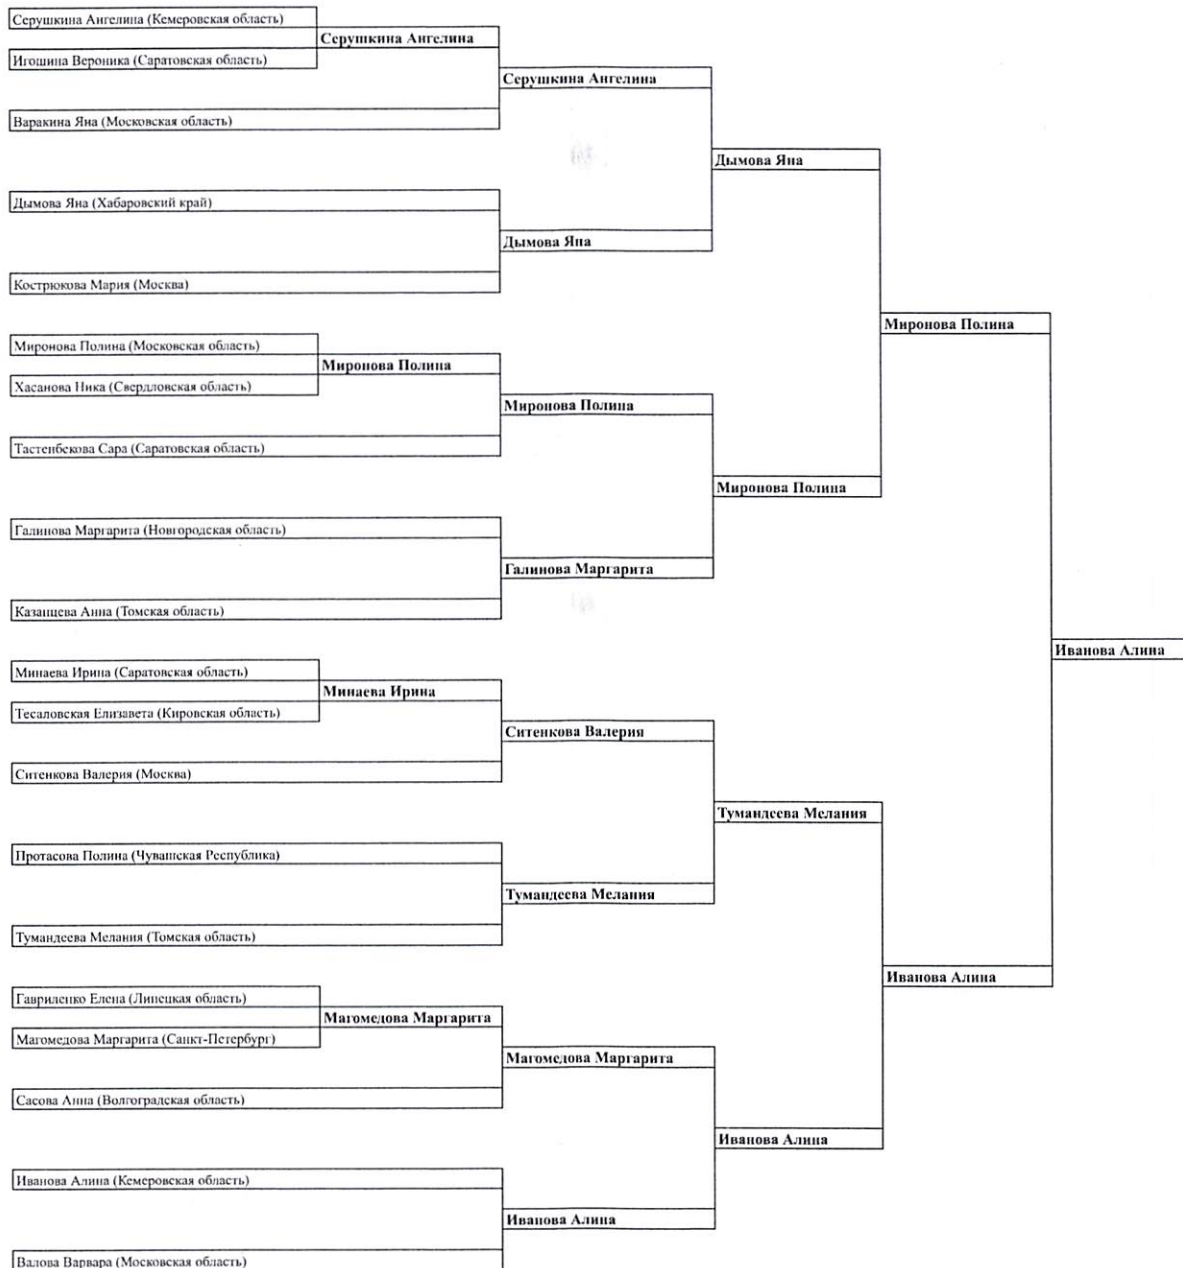 Серушкина Ангелина (Кемеровская область)
Серушкина Ангелина
Игошина Вероника (Саратовская область)
Серушкина Ангелина
Варакина Яна (Московская область)
Дымова Яна
Дымова Яна (Хабаровский край)
Дымова Яна
Кострюкова Мария (Москва)
Миронова Полина
Миронова Полина (Московская область)
Миронова Полина
Хасанова Ника (Свердловская область)
Миронова Полина
Тастенбекова Сара (Саратовская область)
Миронова Полина
Галинова Маргарита (Новгородская область)
Галинова Маргарита
Казанцева Анна (Томская область)
Иванова Алина
Минаева Ирина (Саратовская область)
Минаева Ирина
Тесаловская Елизавета (Кировская область)
Ситенкова Валерия
Ситенкова Валерия (Москва)
Тумандеева Мелания
Протасова Полина (Чувашская Республика)
Тумандеева Мелания
Тумандеева Мелания (Томская область)
Иванова Алина
Гавриленко Елена (Липецкая область)
Магомедова Маргарита
Магомедова Маргарита (Санкт-Петербург)
Магомедова Маргарита
Сасова Анна (Волгоградская область)
Иванова Алина
Иванова Алина (Кемеровская область)
Иванова Алина
Валова Варвара (Московская область)